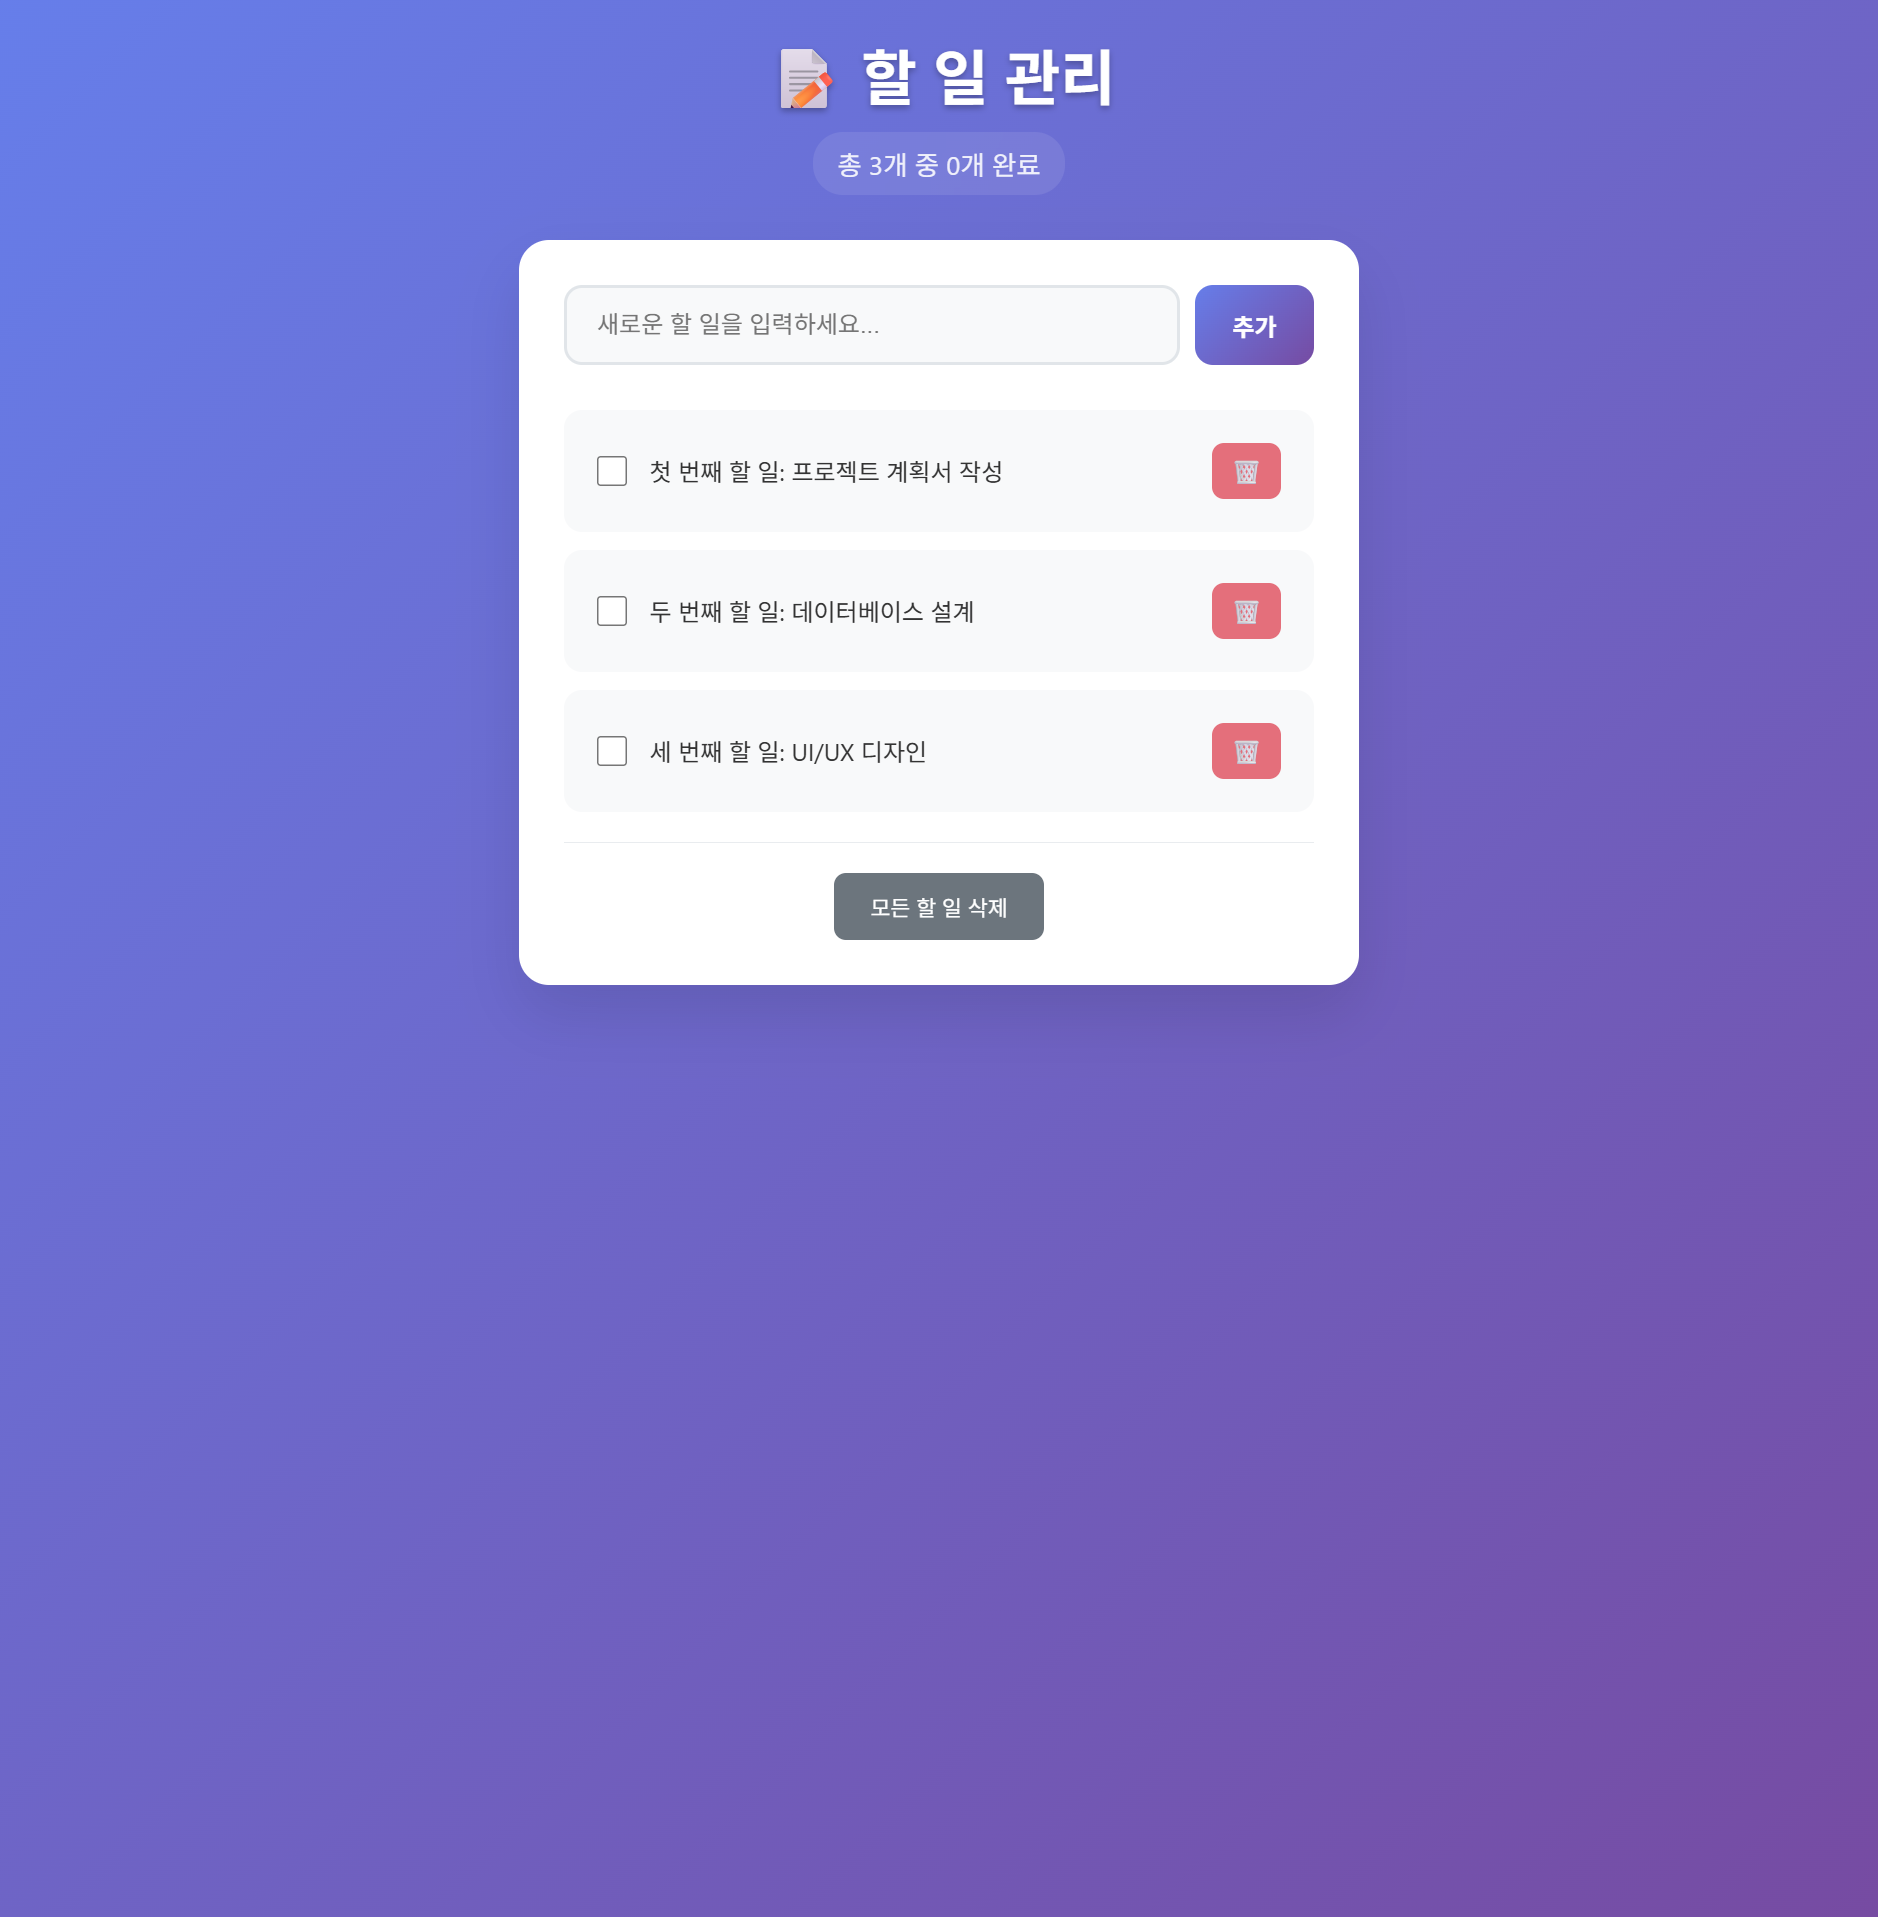 📝 할 일 관리
총 3개 중 0개 완료
새로운 할 일을 입력하세요...
추가
첫 번째 할 일: 프로젝트 계획서 작성
두 번째 할 일: 데이터베이스 설계
세 번째 할 일: UI/UX 디자인
모든 할 일 삭제